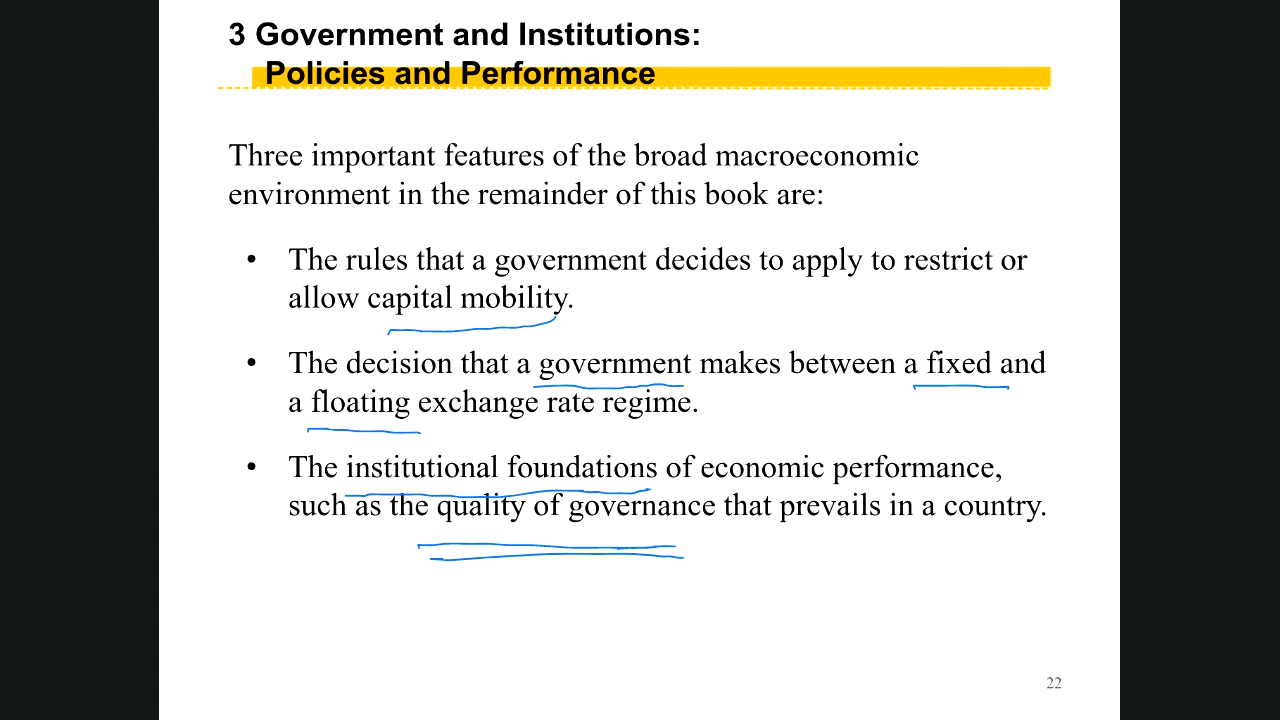 3 Government and Institutions:
Policies and Performance
Three important features of the broad macroeconomic
environment in the remainder of this book are:
• The rules that a government decides to apply to restrict or
allow capital mobility.
• The decision that a government makes between a fixed and
a floating exchange rate regime.
• The institutional foundations of economic performance,
such as the quality of governance that prevails in a country.
22